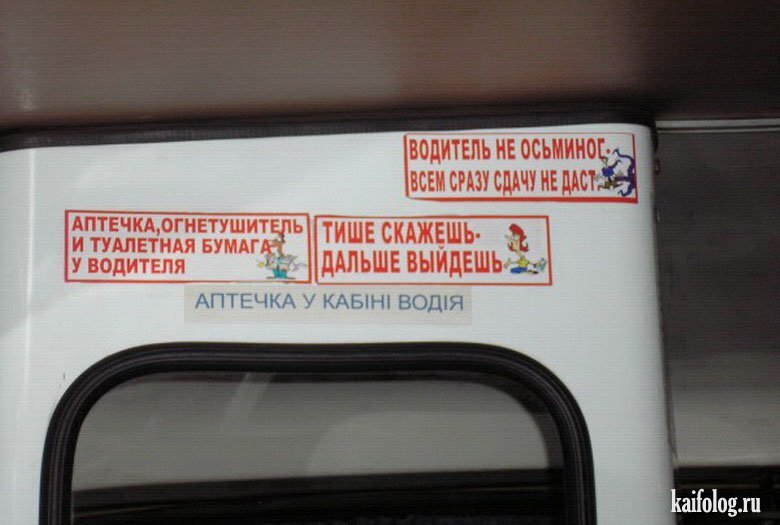 ВОДИТЕЛЬ НЕ ОСЬМИНОГ-
ВСЕМ СРАЗУ СДАЧУ НЕ ДАСТ
АПТЕЧКА,ОГНЕТУШИТЕЛЬ
И ТУАЛЕТНАЯ БУМАГА
У ВОДИТЕЛЯ
ТИШЕ СКАЖЕШЬ-
ДАЛЬШЕ ВЫЙДЕШЬ
АПТЕЧКА У КАБІНІ ВОДІЯ
kaifolog.ru